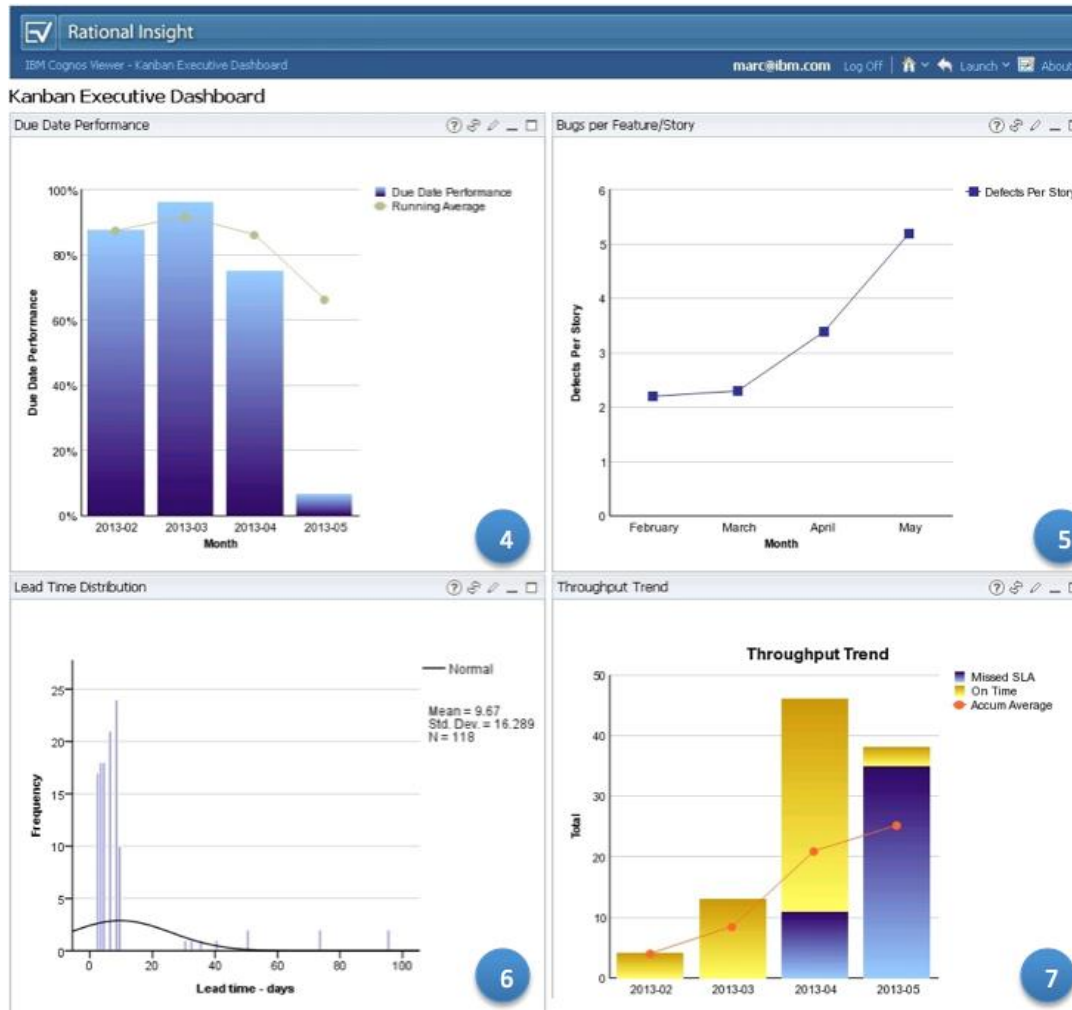 Rational Insight
IBM Cognos Viewer - Kanban Executive Dashboard
marc@ibm.com Log Off | Launch About
Kanban Executive Dashboard
Due Date Performance
100%
80%
60%
40%
20%
0%
Due Date Performance
2013-02 2013-03 2013-04 2013-05
Month
Due Date Performance
Running Average
4
Bugs per Feature/Story
6
5
4
3
2
1
0
Defects Per Story
February March April May
Month
Defects Per Story
5
Lead Time Distribution
25
20
15
10
5
0
Frequency
0 20 40 60 80 100
Lead time - days
Normal
Mean = 9.67
Std. Dev. = 16.289
N = 118
6
Throughput Trend
Throughput Trend
50
40
30
20
10
0
Total
2013-02 2013-03 2013-04 2013-05
Missed SLA
On Time
Accum Average
7